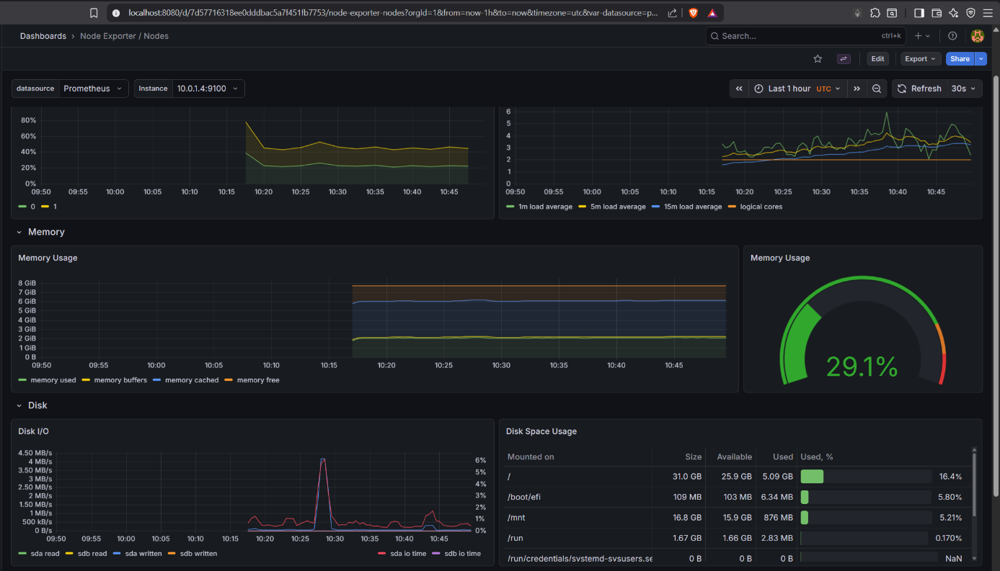 localhost:8080/d/7d57716318ee0dddbac5a7f451fb7753/node-exporter-nodes?orgId=1&from=now-1h&to=now&timezone=utc&var-datasource=p...
Dashboards › Node Exporter / Nodes
Search...
ctrl+k
Edit
Export
Share
datasource
Prometheus
Instance
10.0.1.4:9100
Last 1 hour UTC
Refresh
30s
80%
60%
40%
20%
0%
09:50 09:55 10:00 10:05 10:10 10:15 10:20 10:25 10:30 10:35 10:40 10:45
0 1
6
5
4
3
2
1
0
09:50 09:55 10:00 10:05 10:10 10:15 10:20 10:25 10:30 10:35 10:40 10:45
1m load average 5m load average 15m load average logical cores
Memory
Memory Usage
8 GiB
7 GiB
6 GiB
5 GiB
4 GiB
3 GiB
2 GiB
1 GiB
0 B
09:50 09:55 10:00 10:05 10:10 10:15 10:20 10:25 10:30 10:35 10:40 10:45
memory used memory buffers memory cached memory free
Memory Usage
29.1%
Disk
Disk I/O
4.50 MB/s
4 MB/s
3.50 MB/s
3 MB/s
2.50 MB/s
2 MB/s
1.50 MB/s
1 MB/s
500 kB/s
0 B/s
6%
5%
4%
3%
2%
1%
0%
09:50 09:55 10:00 10:05 10:10 10:15 10:20 10:25 10:30 10:35 10:40 10:45
sda read sdb read sda written sdb written sda io time sdb io time
Disk Space Usage
Mounted on Size Available Used Used, %
/ 31.0 GB 25.9 GB 5.09 GB 16.4%
/boot/efi 109 MB 103 MB 6.34 MB 5.80%
/mnt 16.8 GB 15.9 GB 876 MB 5.21%
/run 1.67 GB 1.66 GB 2.83 MB 0.170%
/run/credentials/systemd-sysusers.se 0 B 0 B 0 B NaN